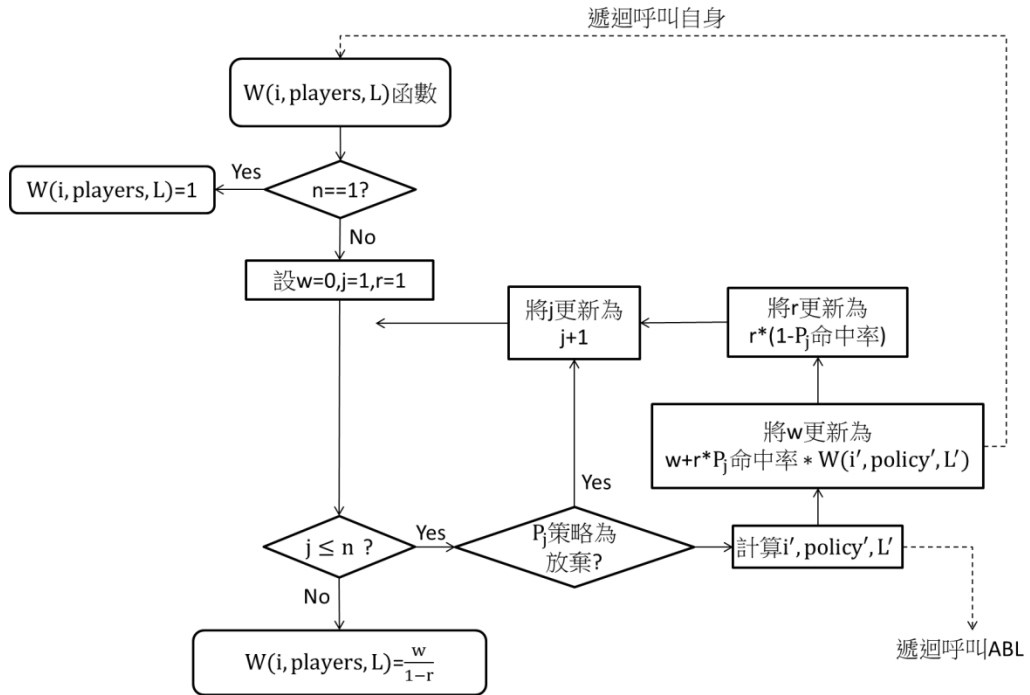 遞迴呼叫自身
W(i, players, L)函數
Yes
W(i, players, L)=1
n==1?
No
設w=0,j=1,r=1
將j更新為
j+1
將r更新為
r*(1-Pⱼ命中率)
將w更新為
w+r*Pⱼ命中率 * W(i′, policy′, L′)
Yes
j ≤ n ?
Yes
Pⱼ策略為
放棄?
計算i′, policy′, L′
No
W(i, players, L)=w/(1−r)
遞迴呼叫ABL